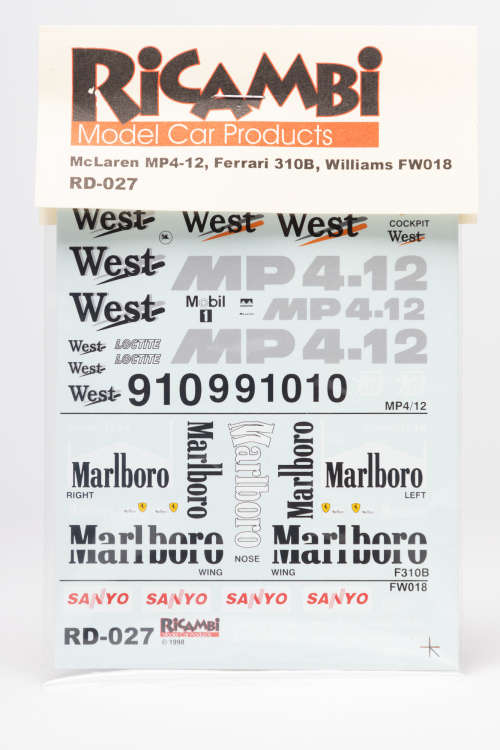 RiCAMBi
Model Car Products
McLaren MP4-12, Ferrari 310B, Williams FW018
RD-027
West West West COCKPIT
West
West MP4-12
West Mobil MP4-12
1
West LOCTITE MP4-12
LOCTITE
West
West 910991010
MP4/12
Marlboro Marlboro Marlboro Marlboro Marlboro
RIGHT LEFT
Marlboro NOSE Marlboro
WING WING F310B
FW018
SANYO SANYO SANYO SANYO
RD-027 RiCAMBi
Model Car Products
© 1998